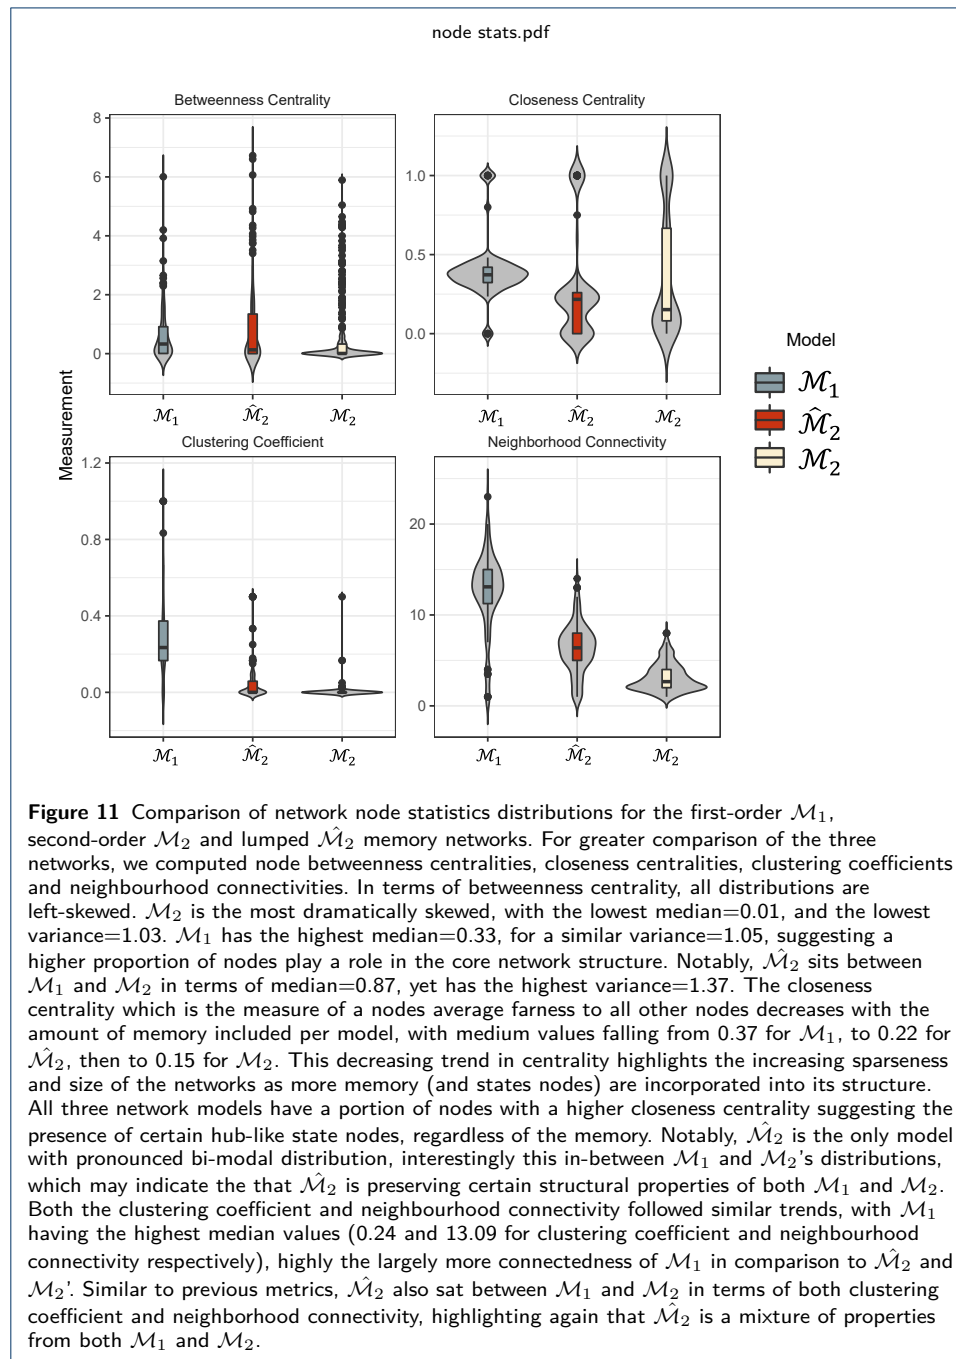 node stats.pdf
Betweenness Centrality
Closeness Centrality
8
6
4
2
0
1.0
0.5
0.0
ℳ₁
ℳ̂₂
ℳ₂
ℳ₁
ℳ̂₂
ℳ₂
Measurement
Clustering Coefficient
Neighborhood Connectivity
1.2
0.8
0.4
0.0
20
10
0
ℳ₁
ℳ̂₂
ℳ₂
ℳ₁
ℳ̂₂
ℳ₂
Model
ℳ₁
ℳ̂₂
ℳ₂
Figure 11 Comparison of network node statistics distributions for the first-order ℳ₁,
second-order ℳ₂ and lumped ℳ̂₂ memory networks. For greater comparison of the three
networks, we computed node betweenness centralities, closeness centralities, clustering coefficients
and neighbourhood connectivities. In terms of betweenness centrality, all distributions are
left-skewed. ℳ₂ is the most dramatically skewed, with the lowest median=0.01, and the lowest
variance=1.03. ℳ₁ has the highest median=0.33, for a similar variance=1.05, suggesting a
higher proportion of nodes play a role in the core network structure. Notably, ℳ̂₂ sits between
ℳ₁ and ℳ₂ in terms of median=0.87, yet has the highest variance=1.37. The closeness
centrality which is the measure of a nodes average farness to all other nodes decreases with the
amount of memory included per model, with medium values falling from 0.37 for ℳ₁, to 0.22 for
ℳ̂₂, then to 0.15 for ℳ₂. This decreasing trend in centrality highlights the increasing sparseness
and size of the networks as more memory (and states nodes) are incorporated into its structure.
All three network models have a portion of nodes with a higher closeness centrality suggesting the
presence of certain hub-like state nodes, regardless of the memory. Notably, ℳ̂₂ is the only model
with pronounced bi-modal distribution, interestingly this in-between ℳ₁ and ℳ₂'s distributions,
which may indicate the that ℳ̂₂ is preserving certain structural properties of both ℳ₁ and ℳ₂.
Both the clustering coefficient and neighbourhood connectivity followed similar trends, with ℳ₁
having the highest median values (0.24 and 13.09 for clustering coefficient and neighbourhood
connectivity respectively), highly the largely more connectedness of ℳ₁ in comparison to ℳ̂₂ and
ℳ₂'. Similar to previous metrics, ℳ̂₂ also sat between ℳ₁ and ℳ₂ in terms of both clustering
coefficient and neighborhood connectivity, highlighting again that ℳ̂₂ is a mixture of properties
from both ℳ₁ and ℳ₂.